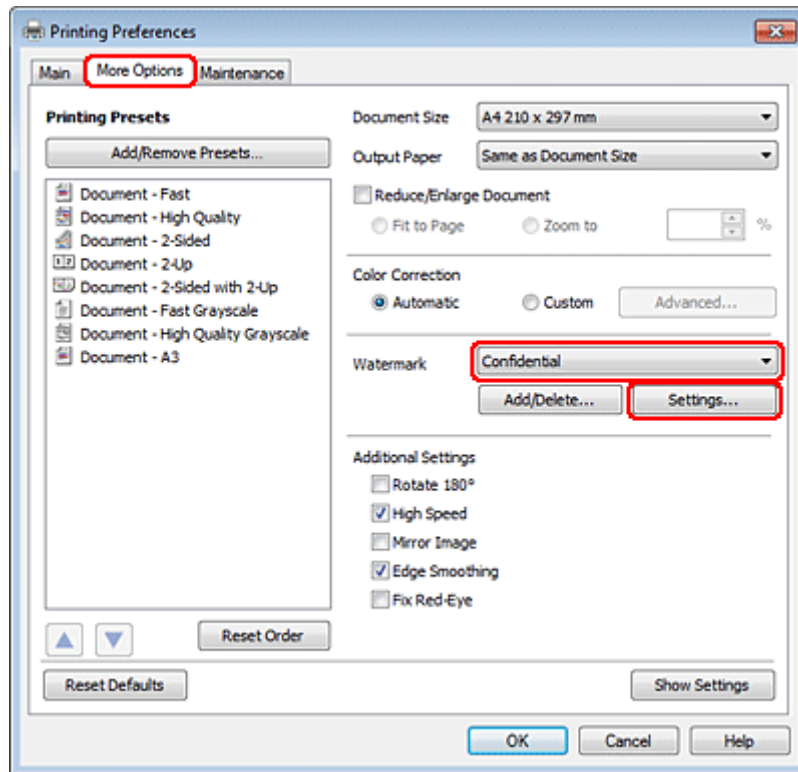 Printing Preferences
Main More Options Maintenance
Printing Presets
Add/Remove Presets...
Document - Fast
Document - High Quality
Document - 2-Sided
Document - 2-Up
Document - 2-Sided with 2-Up
Document - Fast Grayscale
Document - High Quality Grayscale
Document - A3
Reset Order
Document Size A4 210 x 297 mm
Output Paper Same as Document Size
Reduce/Enlarge Document
Fit to Page Zoom to %
Color Correction
Automatic Custom Advanced...
Watermark Confidential
Add/Delete... Settings...
Additional Settings
Rotate 180°
High Speed
Mirror Image
Edge Smoothing
Fix Red-Eye
Reset Defaults Show Settings
OK Cancel Help